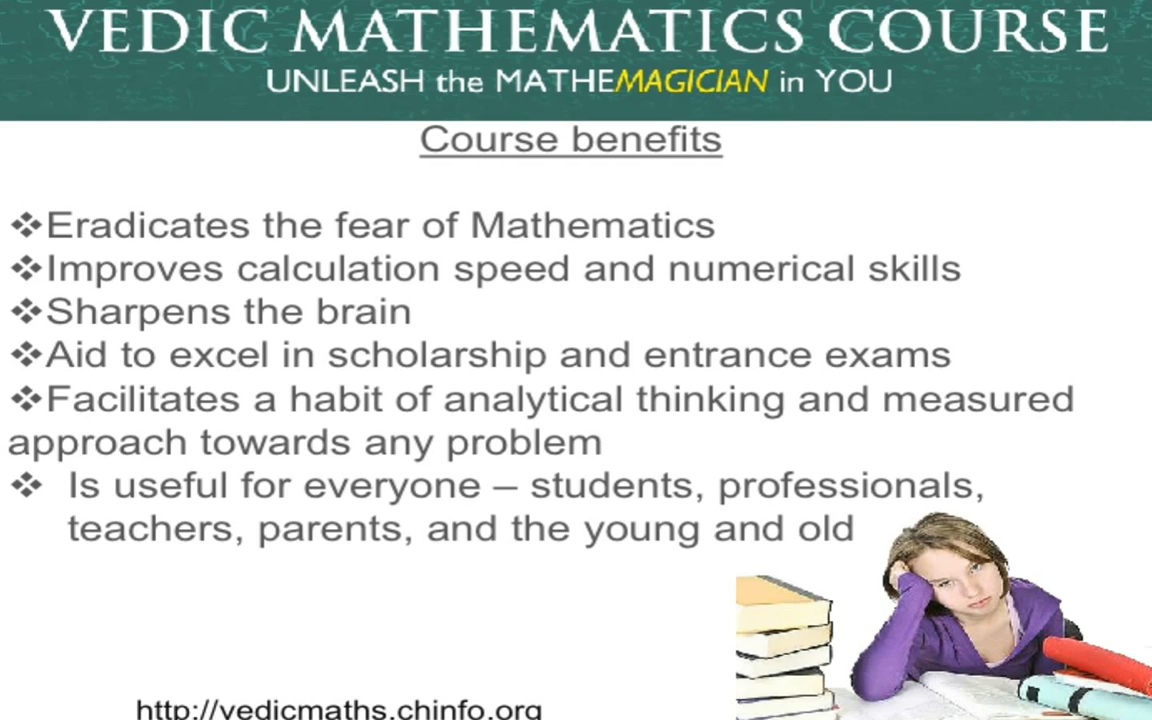 VEDIC MATHEMATICS COURSE
UNLEASH the MATHEMAGICIAN in YOU
Course benefits
❖Eradicates the fear of Mathematics
❖Improves calculation speed and numerical skills
❖Sharpens the brain
❖Aid to excel in scholarship and entrance exams
❖Facilitates a habit of analytical thinking and measured
approach towards any problem
❖ Is useful for everyone – students, professionals,
teachers, parents, and the young and old
http://vedicmaths.chinfo.org